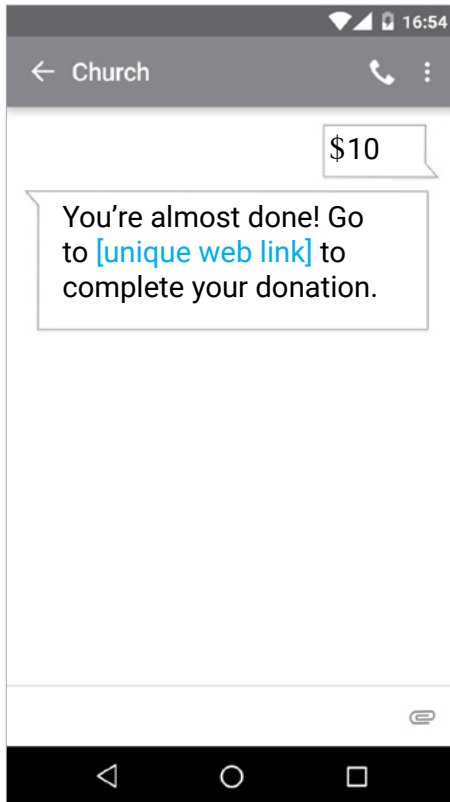 16:54
Church
$10
You’re almost done! Go
to [unique web link] to
complete your donation.